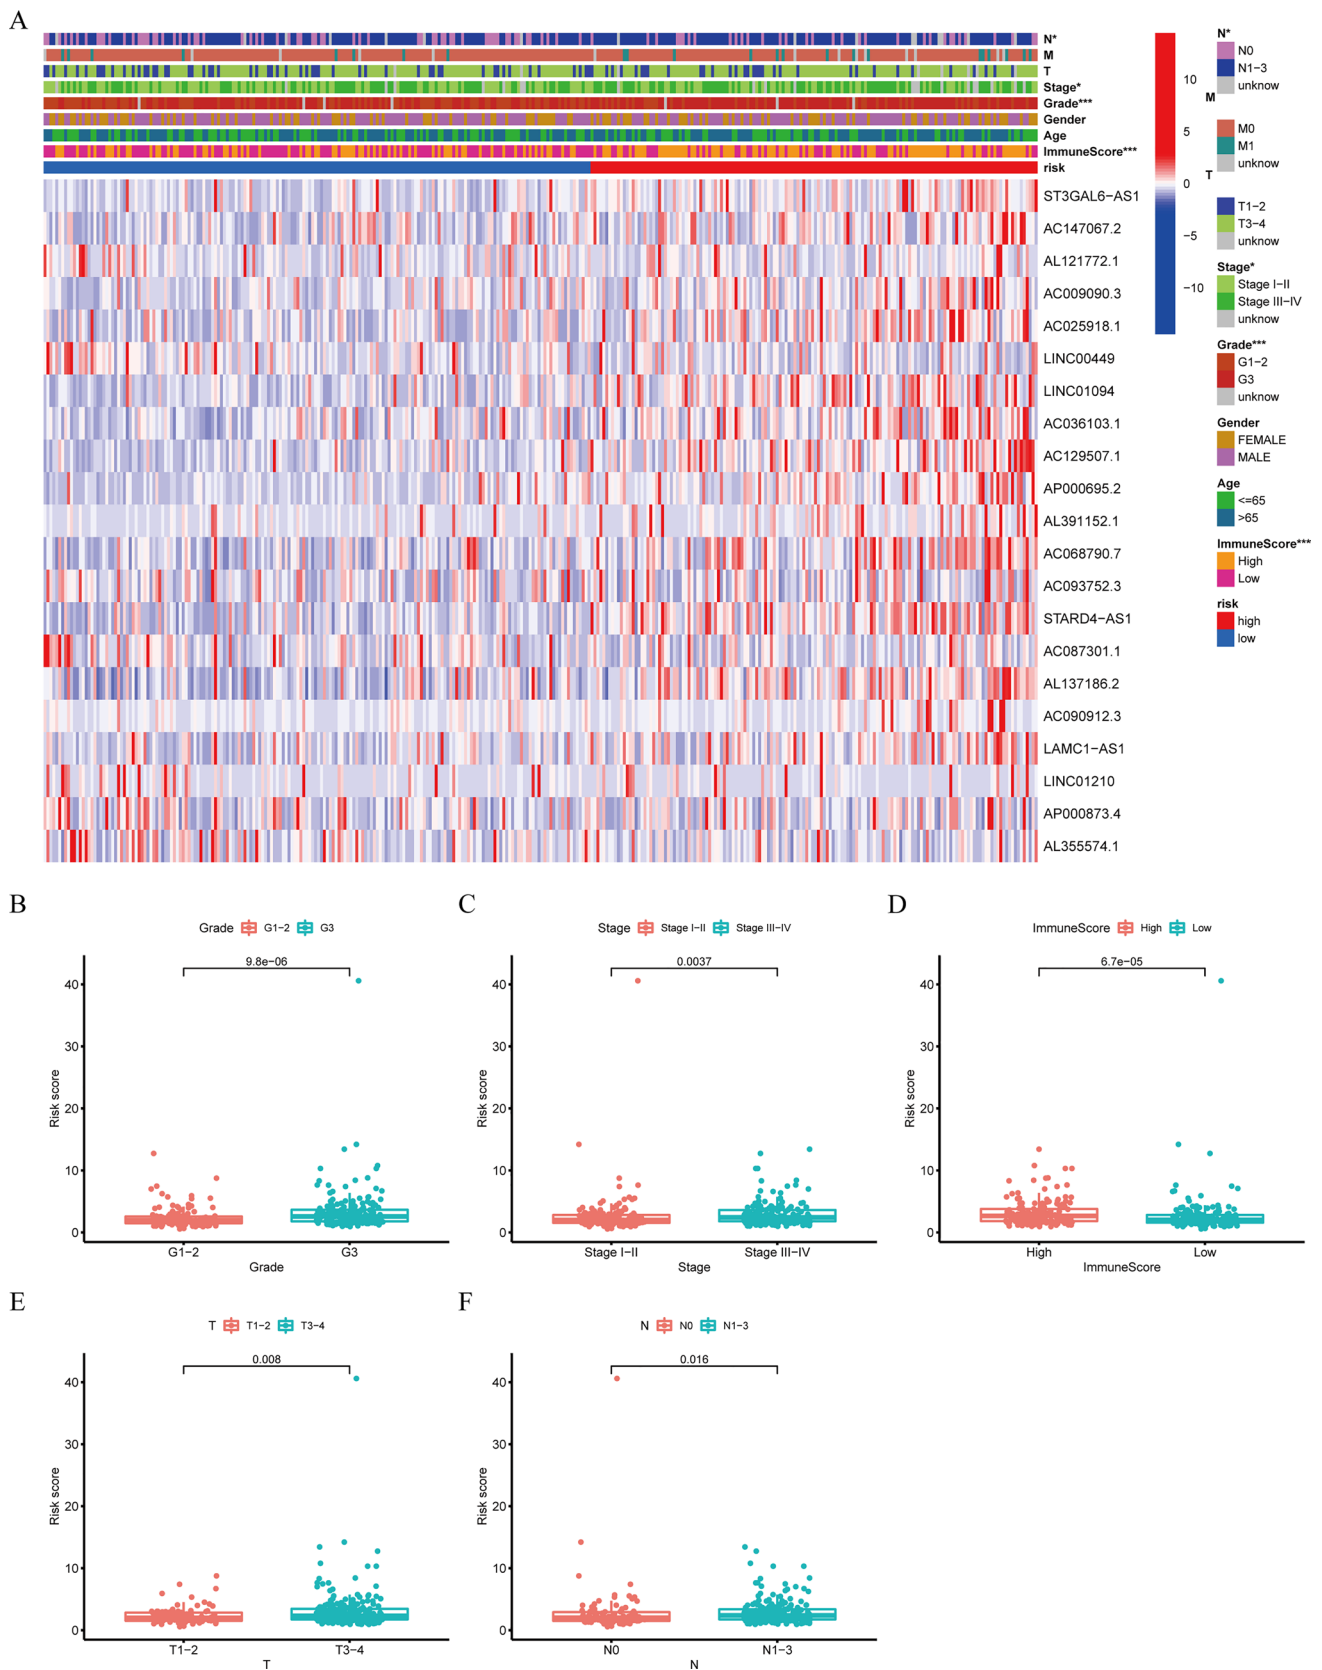 A
N*
M
T
Stage*
Grade***
Gender
Age
ImmuneScore***
risk
ST3GAL6−AS1
AC147067.2
AL121772.1
AC009090.3
AC025918.1
LINC00449
LINC01094
AC036103.1
AC129507.1
AP000695.2
AL391152.1
AC068790.7
AC093752.3
STARD4−AS1
AC087301.1
AL137186.2
AC090912.3
LAMC1−AS1
LINC01210
AP000873.4
AL355574.1
10
5
0
−5
−10
N*
N0
N1−3
unknow
M
M0
M1
unknow
T
T1−2
T3−4
unknow
Stage*
Stage I−II
Stage III−IV
unknow
Grade***
G1−2
G3
unknow
Gender
FEMALE
MALE
Age
<=65
>65
ImmuneScore***
High
Low
risk
high
low
B
Grade G1−2 G3
9.8e−06
40
30
20
10
0
Risk score
G1−2 G3
Grade
C
Stage Stage I−II Stage III−IV
0.0037
40
30
20
10
0
Risk score
Stage I−II Stage III−IV
Stage
D
ImmuneScore High Low
6.7e−05
40
30
20
10
0
Risk score
High Low
ImmuneScore
E
T T1−2 T3−4
0.008
40
30
20
10
0
Risk score
T1−2 T3−4
T
F
N N0 N1−3
0.016
40
30
20
10
0
Risk score
N0 N1−3
N